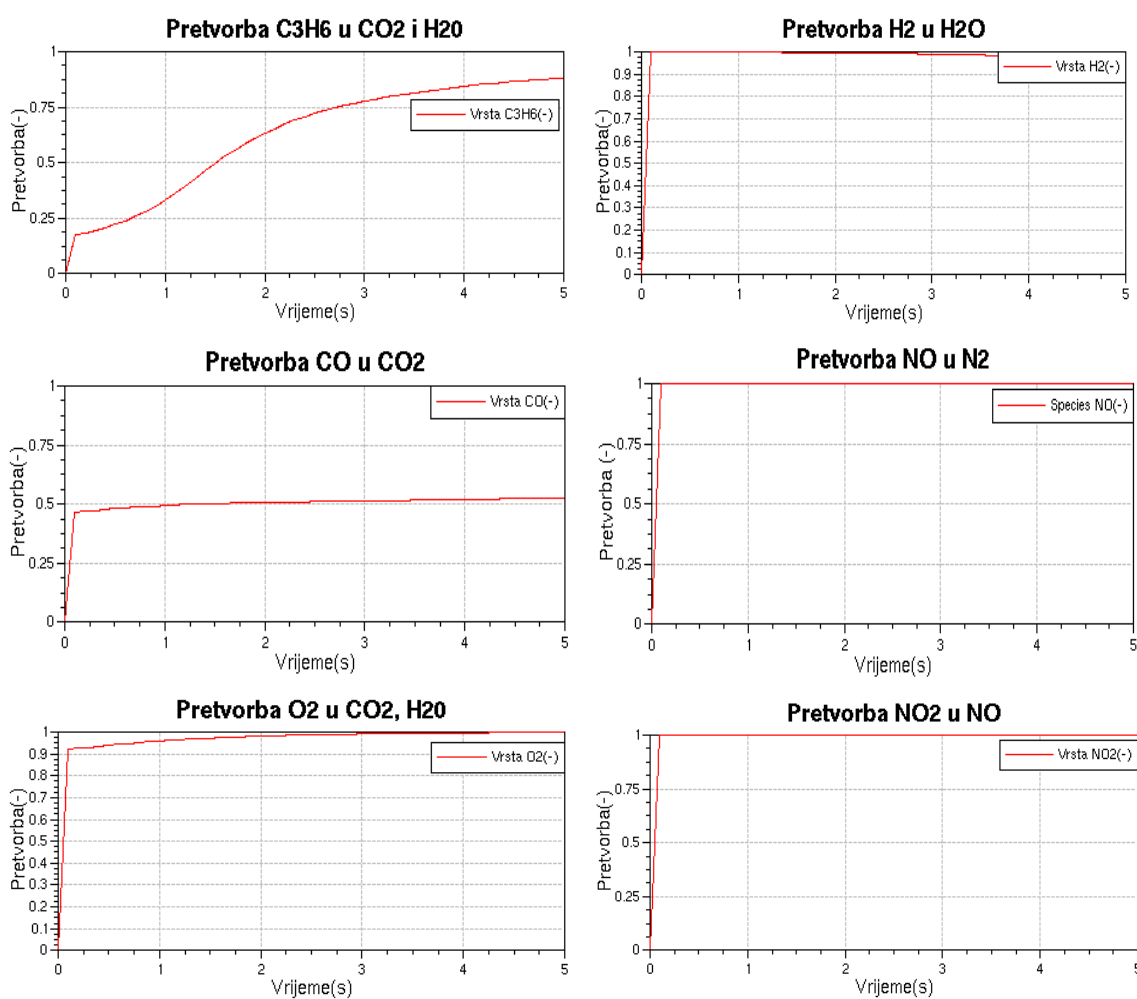 Pretvorba C3H6 u CO2 i H20
1
0.75
0.5
0.25
0
Pretvorba(-)
Vrsta C3H6(-)
0 1 2 3 4 5
Vrijeme(s)
Pretvorba H2 u H2O
1
0.9
0.8
0.7
0.6
0.5
0.4
0.3
0.2
0.1
0
Pretvorba(-)
Vrsta H2(-)
0 1 2 3 4 5
Vrijeme(s)
Pretvorba CO u CO2
1
0.75
0.5
0.25
0
Pretvorba(-)
Vrsta CO(-)
0 1 2 3 4 5
Vrijeme(s)
Pretvorba NO u N2
1
0.75
0.5
0.25
0
Pretvorba (-)
Species NO(-)
0 1 2 3 4 5
Vrijeme(s)
Pretvorba O2 u CO2, H20
1
0.9
0.8
0.7
0.6
0.5
0.4
0.3
0.2
0.1
0
Pretvorba(-)
Vrsta O2(-)
0 1 2 3 4 5
Vrijeme(s)
Pretvorba NO2 u NO
1
0.75
0.5
0.25
0
Pretvorba(-)
Vrsta NO2(-)
0 1 2 3 4 5
Vrijeme(s)